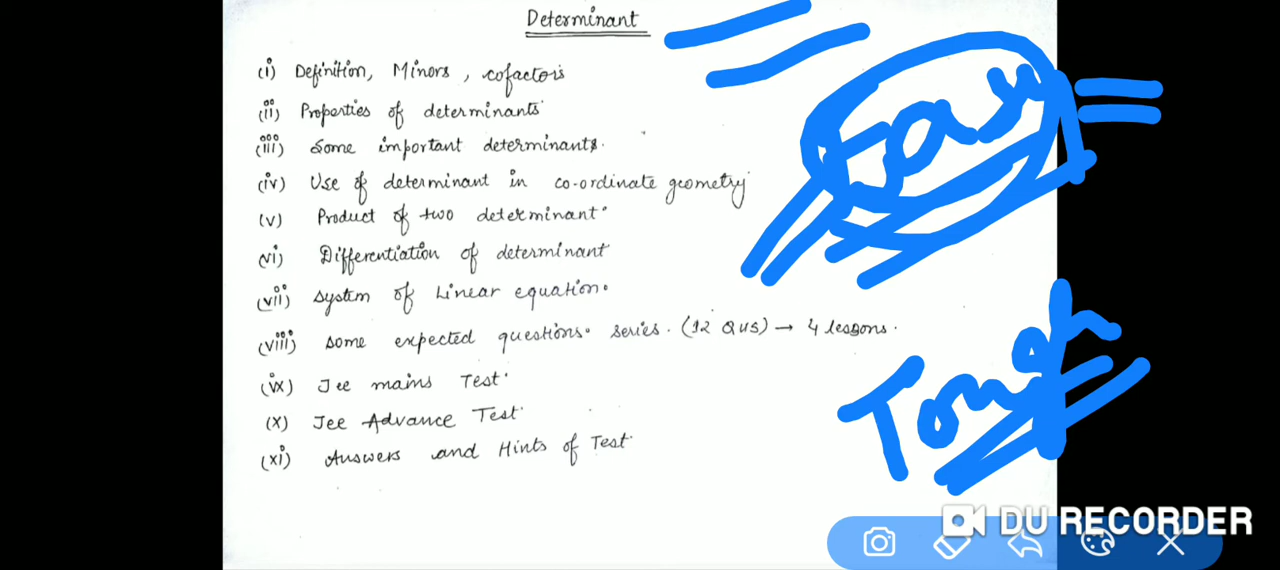 Determinant
(i) Definition, Minors, cofactors
(ii) Properties of determinants
(iii) Some important determinants.
(iv) Use of determinant in co-ordinate geometry
(v) Product of two determinant.
(vi) Differentiation of determinant
(vii) System of Linear equation.
(viii) Some expected questions. series. (12 QUS) → 4 lessons.
(ix) Jee mains Test.
(x) Jee Advance Test
(xi) Answers and Hints of Test
Easy
Tough
DU RECORDER